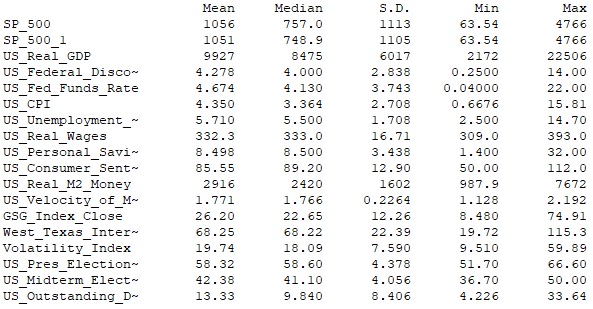 Mean Median S.D. Min Max
SP_500 1056 757.0 1113 63.54 4766
SP_500_1 1051 748.9 1105 63.54 4766
US_Real_GDP 9927 8475 6017 2172 22506
US_Federal_Disco~ 4.278 4.000 2.838 0.2500 14.00
US_Fed_Funds_Rate 4.674 4.130 3.743 0.04000 22.00
US_CPI 4.350 3.364 2.708 0.6676 15.81
US_Unemployment_~ 5.710 5.500 1.708 2.500 14.70
US_Real_Wages 332.3 333.0 16.71 309.0 393.0
US_Personal_Savi~ 8.498 8.500 3.438 1.400 32.00
US_Consumer_Sent~ 85.55 89.20 12.90 50.00 112.0
US_Real_M2_Money 2916 2420 1602 987.9 7672
US_Velocity_of_M~ 1.771 1.766 0.2264 1.128 2.192
GSG_Index_Close 26.20 22.65 12.26 8.480 74.91
West_Texas_Inter~ 68.25 68.22 22.39 19.72 115.3
Volatility_Index 19.74 18.09 7.590 9.510 59.89
US_Pres_Election~ 58.32 58.60 4.378 51.70 66.60
US_Midterm_Elect~ 42.38 41.10 4.056 36.70 50.00
US_Outstanding_D~ 13.33 9.840 8.406 4.226 33.64